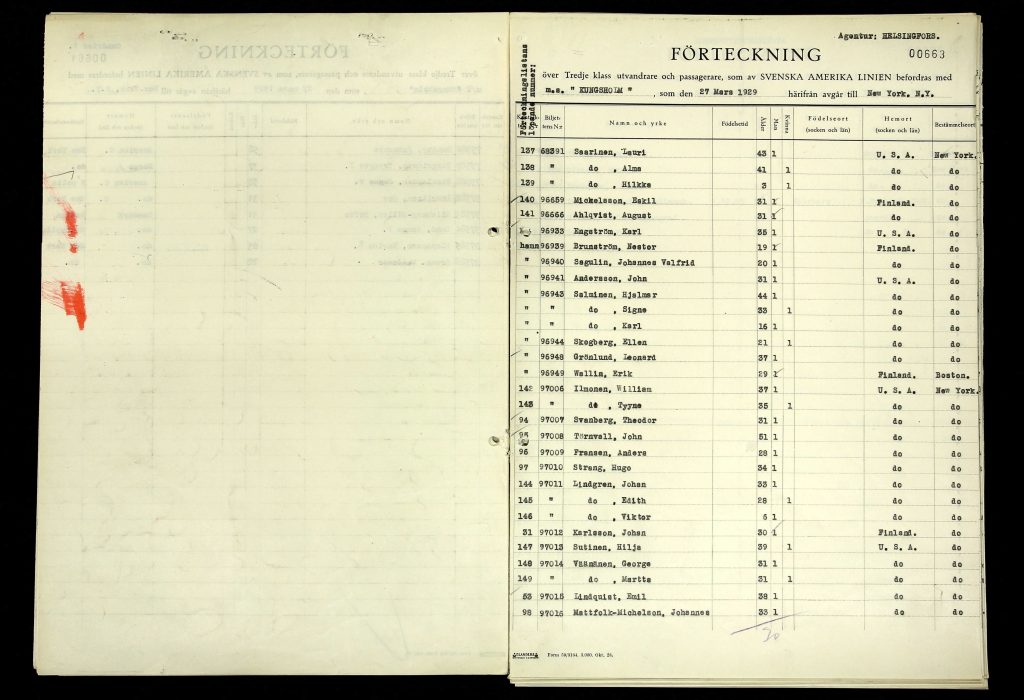 Agentur: HELSINGFORS.
FÖRTECKNING
00663
över Tredje klass utvandrare och passagerare, som av SVENSKA AMERIKA LINIEN befordras med
m.s. " KUNGSHOLM " , som den 27 Mars 1929 härifrån avgår till New York. N.Y.
Förteckningslistans
löpande nummer:
Biljettens N:r Namn och yrke Födelsetid Ålder Man Kvinna Födelseort (socken och län) Hemort (socken och län) Bestämmelseort
137 68391 Saarinen, Lauri 43 1 U. S. A. New York.
138 " do , Alma 41 1 do do
139 " do , Hilkka 3 1 do do
140 96659 Mickelsson, Eskil 31 1 Finland. do
141 96666 Ahlqvist, August 31 1 do do
96933 Engström, Karl 35 1 U. S. A. do
hamn 96939 Brunström, Nestor 19 1 Finland. do
" 96940 Segulin, Johannes Valfrid 20 1 do do
" 96941 Andersson, John 31 1 U. S. A. do
" 96943 Salminen, Hjalmar 44 1 do do
" " do , Signe 33 1 do do
" " do , Karl 16 1 do do
" 96944 Skogberg, Ellen 21 1 do do
" 96948 Grönlund, Leonard 37 1 do do
" 96949 Wallin, Erik 29 1 Finland. Boston.
142 97006 Ilmonen, William 37 1 U. S. A. New York.
143 " do , Tyyne 35 1 do do
94 97007 Svanberg, Theodor 31 1 do do
95 97008 Törnvall, John 51 1 do do
96 97009 Fransen, Anders 28 1 do do
97 97010 Strang, Hugo 34 1 do do
144 97011 Lindgren, Johan 33 1 do do
145 " do , Edith 28 1 do do
146 " do , Viktor 6 1 do do
31 97012 Karlsson, Johan 30 1 Finland. do
147 97013 Sutinen, Hilja 39 1 U. S. A. do
148 97014 Väänänen, George 31 1 do do
149 " do , Martta 31 1 do do
53 97015 Lindquist, Emil 38 1 do do
98 97016 Mattfolk-Michelson, Johannes 33 1 do do
30
Form 50/3164. 3.000. Okt. 28.